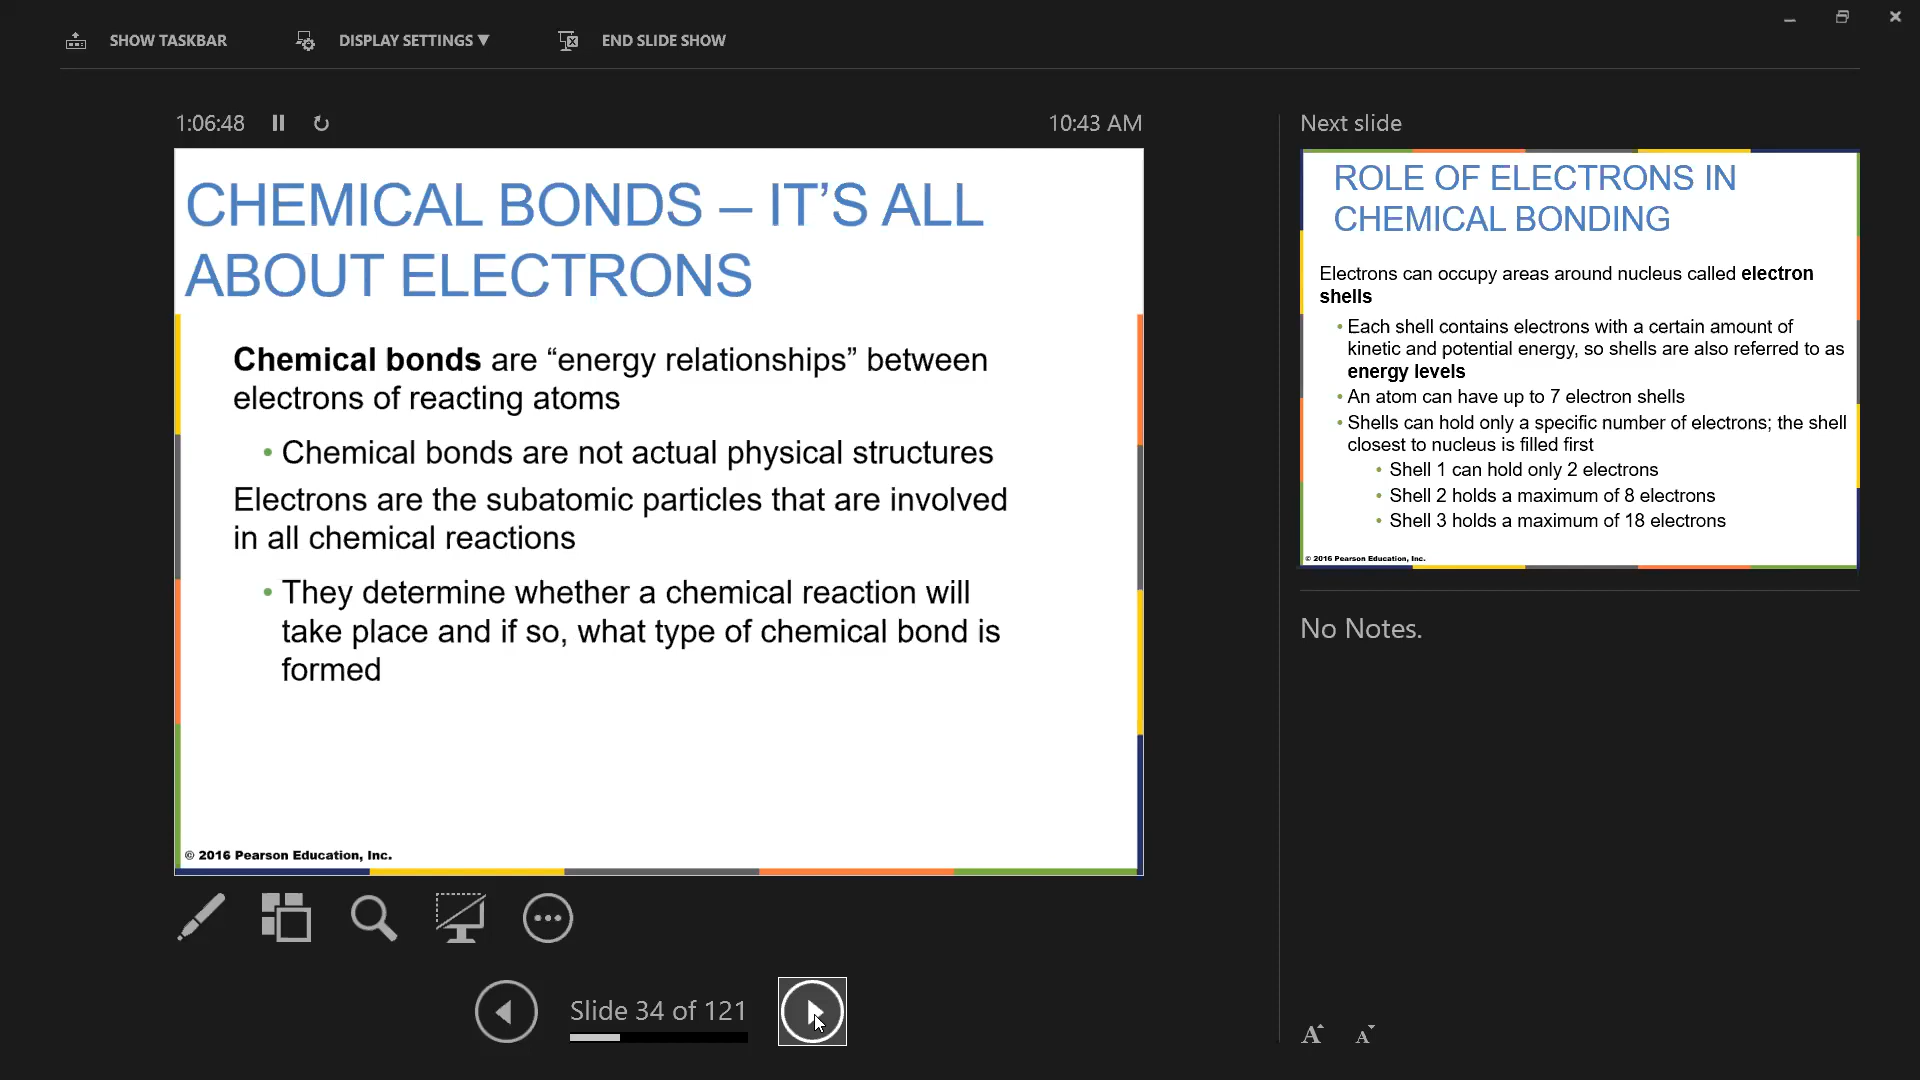 SHOW TASKBAR
DISPLAY SETTINGS ▼
END SLIDE SHOW
1:06:48
10:43 AM
CHEMICAL BONDS – IT’S ALL
ABOUT ELECTRONS
Chemical bonds are “energy relationships” between
electrons of reacting atoms
• Chemical bonds are not actual physical structures
Electrons are the subatomic particles that are involved
in all chemical reactions
• They determine whether a chemical reaction will
take place and if so, what type of chemical bond is
formed
© 2016 Pearson Education, Inc.
Slide 34 of 121
Next slide
ROLE OF ELECTRONS IN
CHEMICAL BONDING
Electrons can occupy areas around nucleus called electron
shells
• Each shell contains electrons with a certain amount of
kinetic and potential energy, so shells are also referred to as
energy levels
• An atom can have up to 7 electron shells
• Shells can hold only a specific number of electrons; the shell
closest to nucleus is filled first
• Shell 1 can hold only 2 electrons
• Shell 2 holds a maximum of 8 electrons
• Shell 3 holds a maximum of 18 electrons
© 2016 Pearson Education, Inc.
No Notes.
A A